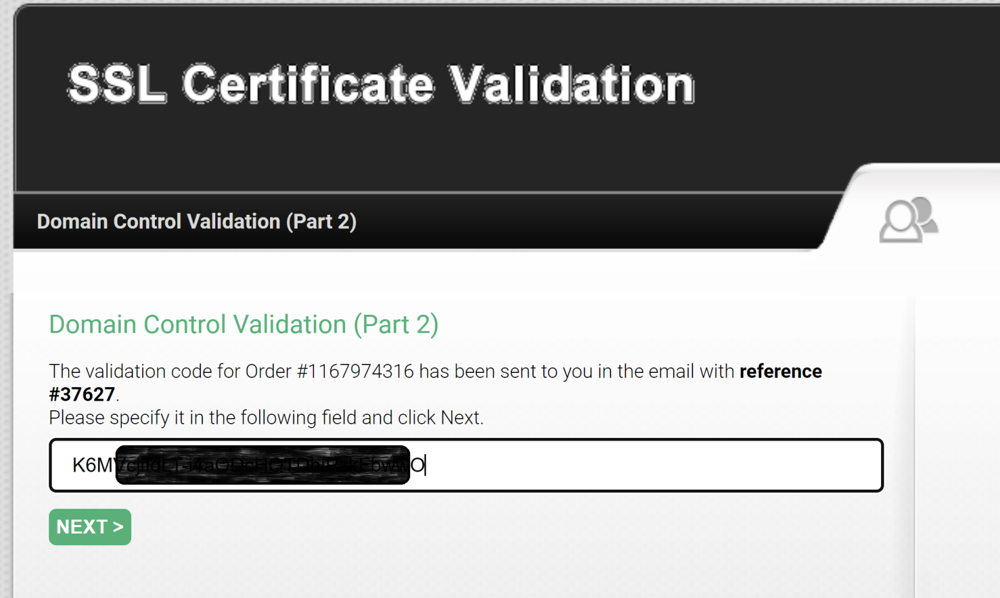 SSL Certificate Validation
Domain Control Validation (Part 2)
Domain Control Validation (Part 2)
The validation code for Order #1167974316 has been sent to you in the email with reference
#37627.
Please specify it in the following field and click Next.
NEXT >